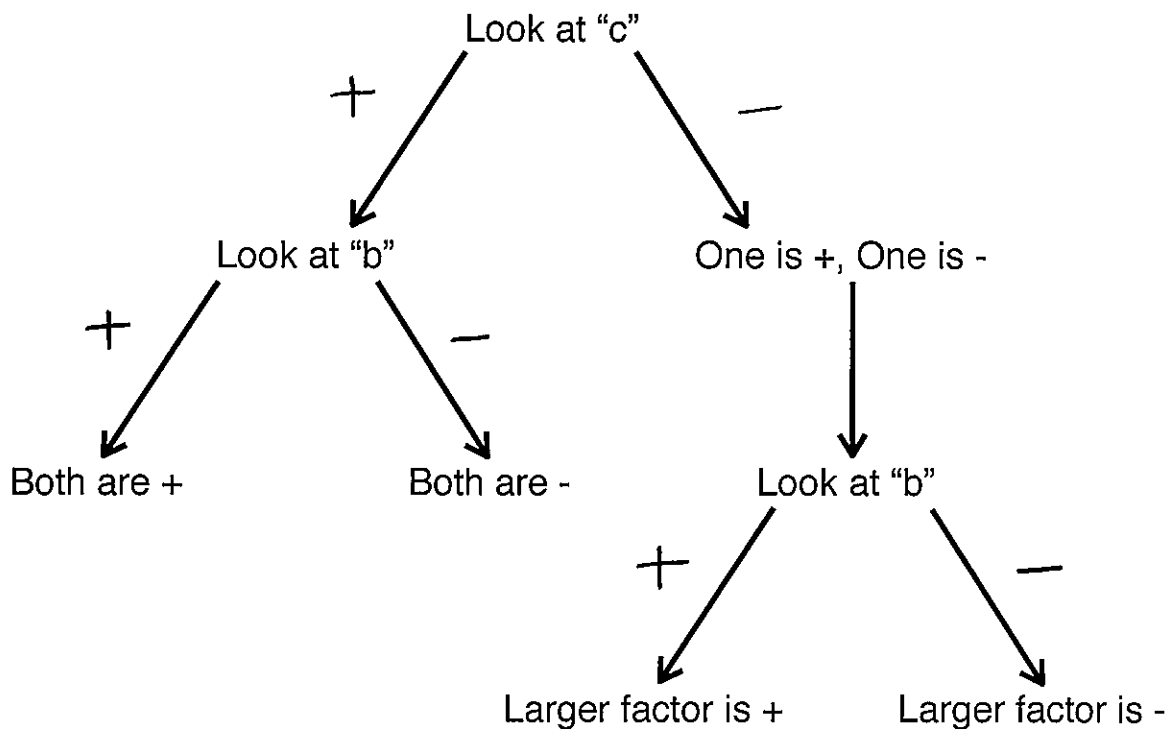 Look at “c”
+
—
Look at “b”
One is +, One is -
+
—
Both are +
Both are -
Look at “b”
+
—
Larger factor is +
Larger factor is -